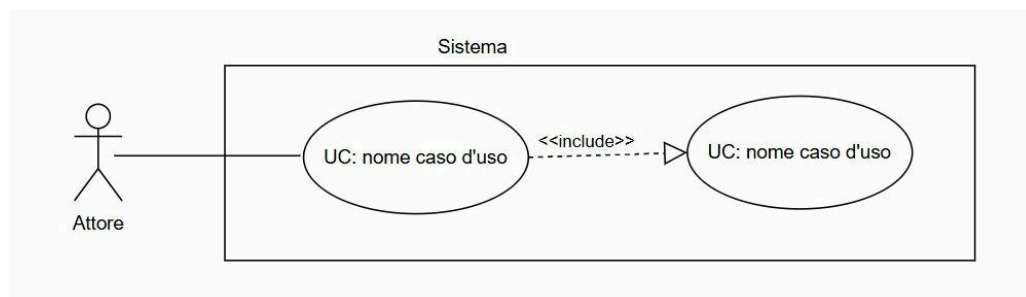 Sistema
UC: nome caso d'uso
<<include>>
UC: nome caso d'uso
Attore